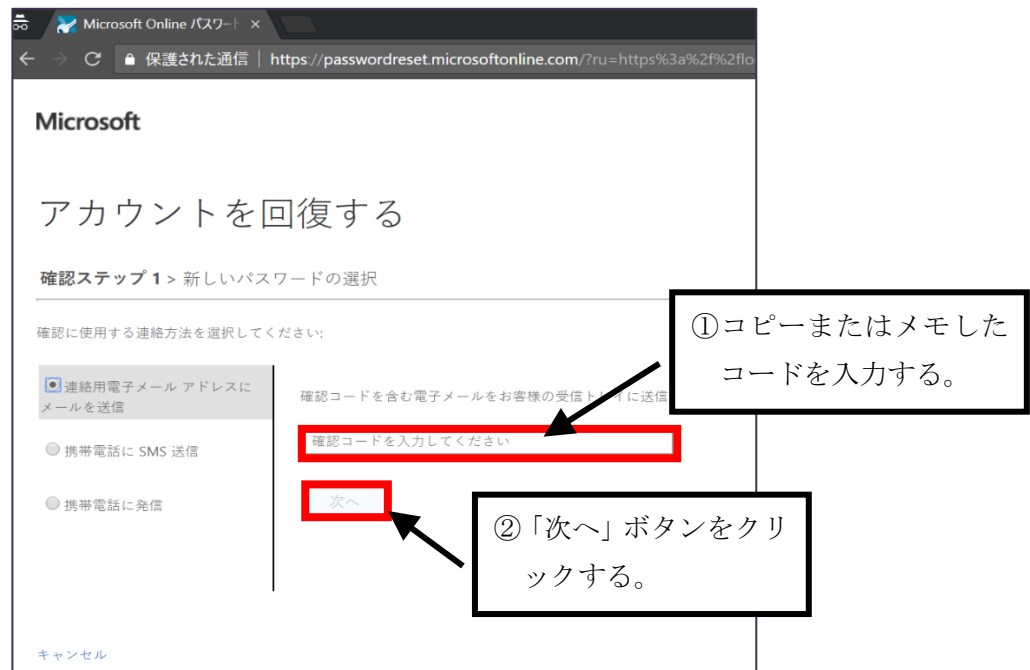 Microsoft Online パスワード ×
保護された通信 | https://passwordreset.microsoftonline.com/?ru=https%3a%2f%2flo
Microsoft
アカウントを回復する
確認ステップ 1 > 新しいパスワードの選択
確認に使用する連絡方法を選択してください:
連絡用電子メール アドレスに
メールを送信
携帯電話に SMS 送信
携帯電話に発信
確認コードを含む電子メールをお客様の受信トレイに送信
確認コードを入力してください
次へ
①コピーまたはメモした
コードを入力する。
②「次へ」ボタンをクリ
ックする。
キャンセル